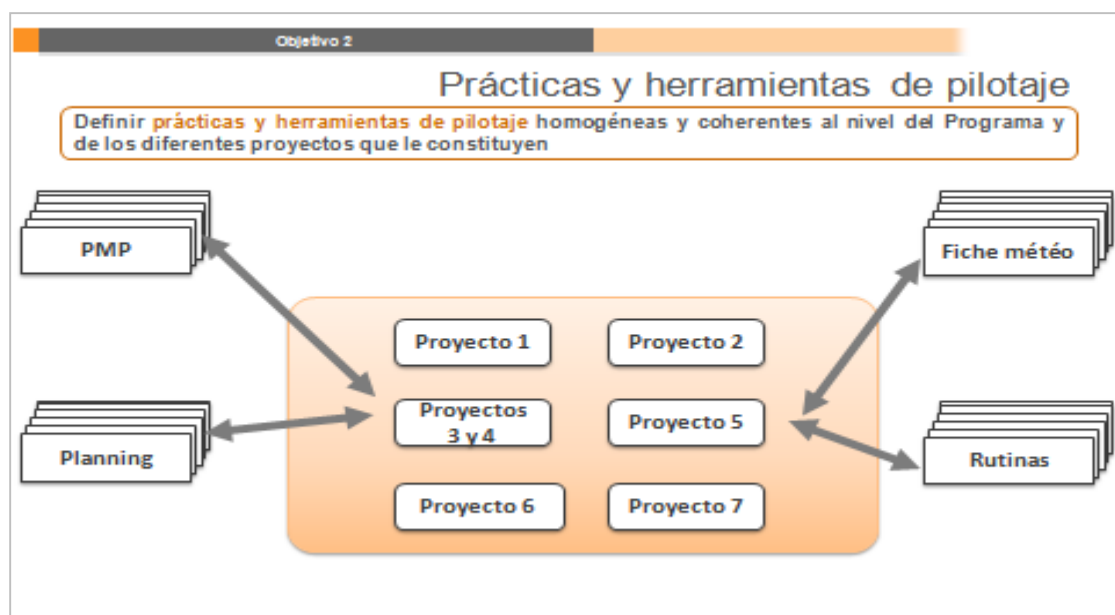 Objetivo 2
Prácticas y herramientas de pilotaje
Definir prácticas y herramientas de pilotaje homogéneas y coherentes al nivel del Programa y
de los diferentes proyectos que le constituyen
PMP
Fiche météo
Proyecto 1
Proyecto 2
Proyectos
3 y 4
Proyecto 5
Planning
Rutinas
Proyecto 6
Proyecto 7